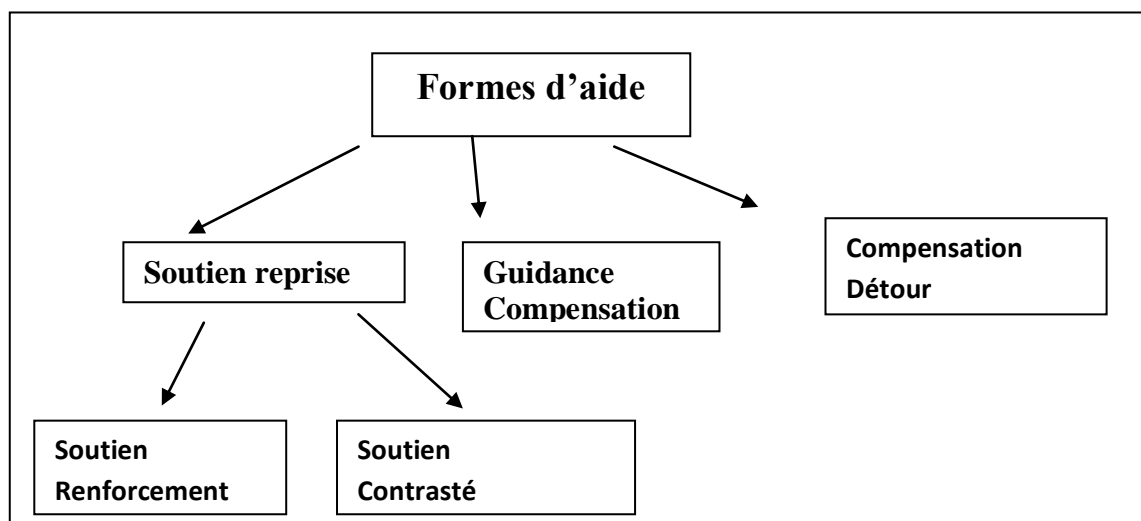 Formes d’aide
Soutien reprise
Guidance
Compensation
Compensation
Détour
Soutien
Renforcement
Soutien
Contrasté